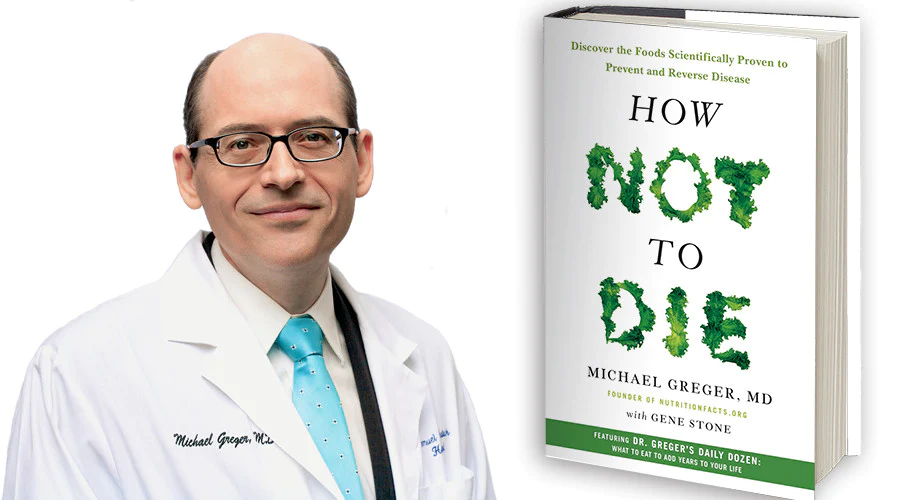 Michael Greger, M.D.
Discover the Foods Scientifically Proven to
Prevent and Reverse Disease
HOW
NOT
TO
DIE
MICHAEL GREGER, MD
FOUNDER OF NUTRITIONFACTS.ORG
with GENE STONE
FEATURING DR. GREGER'S DAILY DOZEN:
WHAT TO EAT TO ADD YEARS TO YOUR LIFE